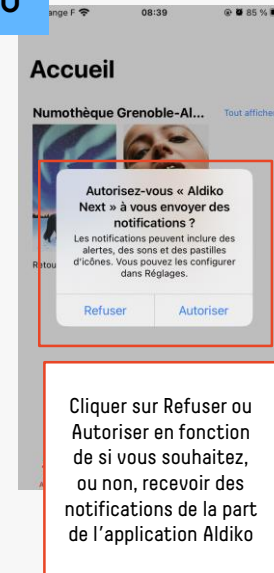 ange F 08:39 85 %
Accueil
Numothèque Grenoble-Al... Tout afficher
Autorisez-vous « Aldiko
Next » à vous envoyer des
notifications ?
Les notifications peuvent inclure des
alertes, des sons et des pastilles
d'icônes. Vous pouvez les configurer
dans Réglages.
Retou
Refuser Autoriser
Cliquer sur Refuser ou
Autoriser en fonction
de si vous souhaitez,
ou non, recevoir des
notifications de la part
de l'application Aldiko